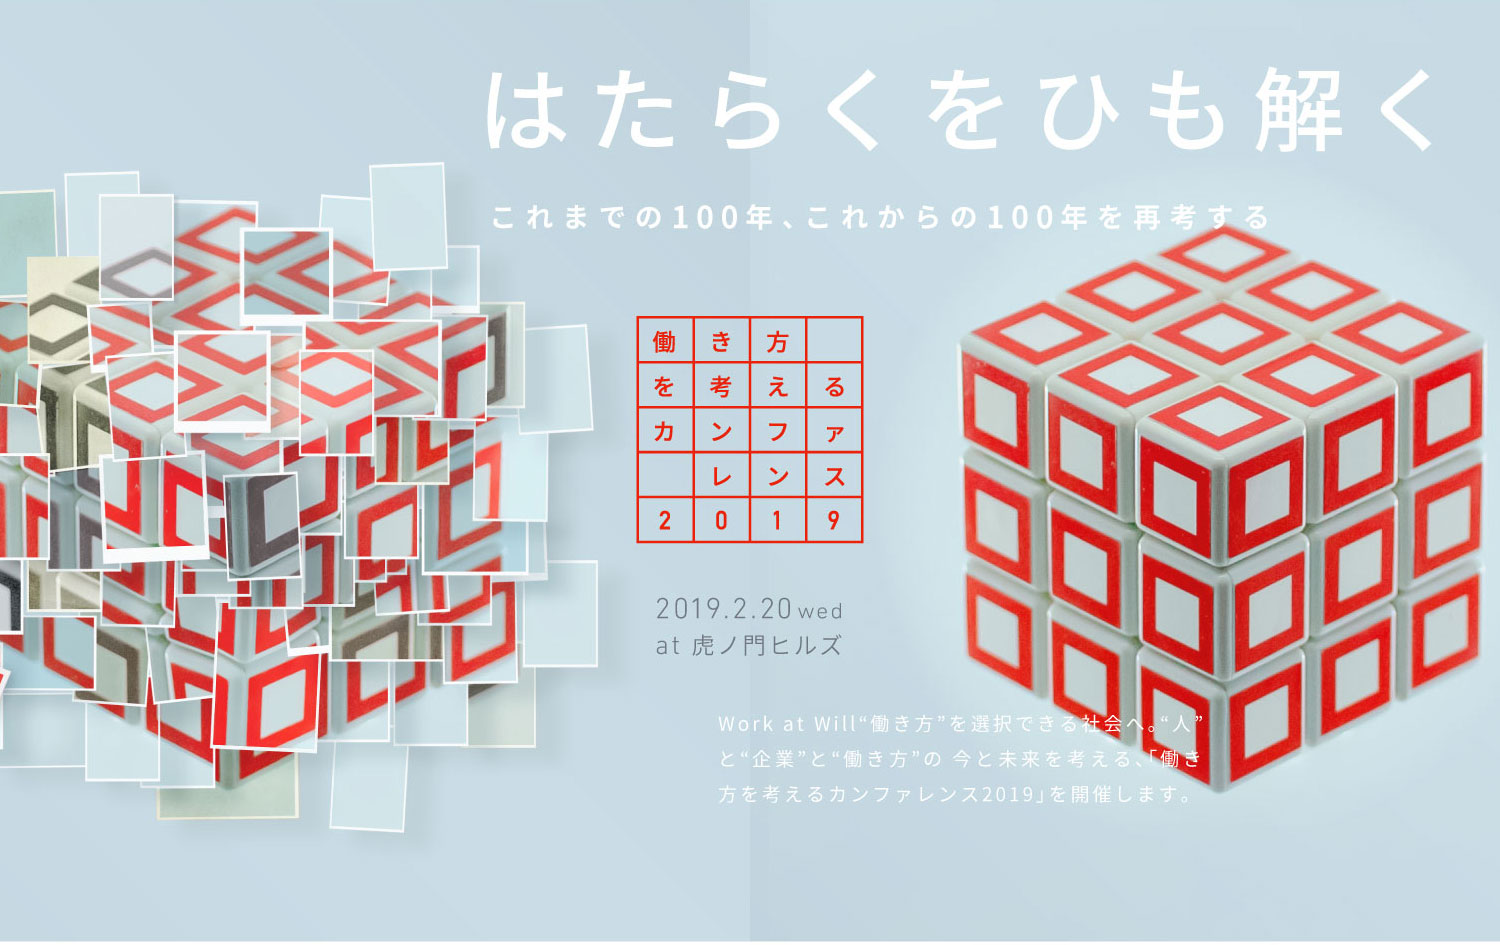 はたらくをひも解く
これまでの100年、これからの100年を再考する
働き方
を考える
カンファ
レンス
2019
2019.2.20wed
at 虎ノ門ヒルズ
Work at Will“働き方”を選択できる社会へ。“人”
と“企業”と“働き方”の 今と未来を考える、「働き
方を考えるカンファレンス2019」を開催します。